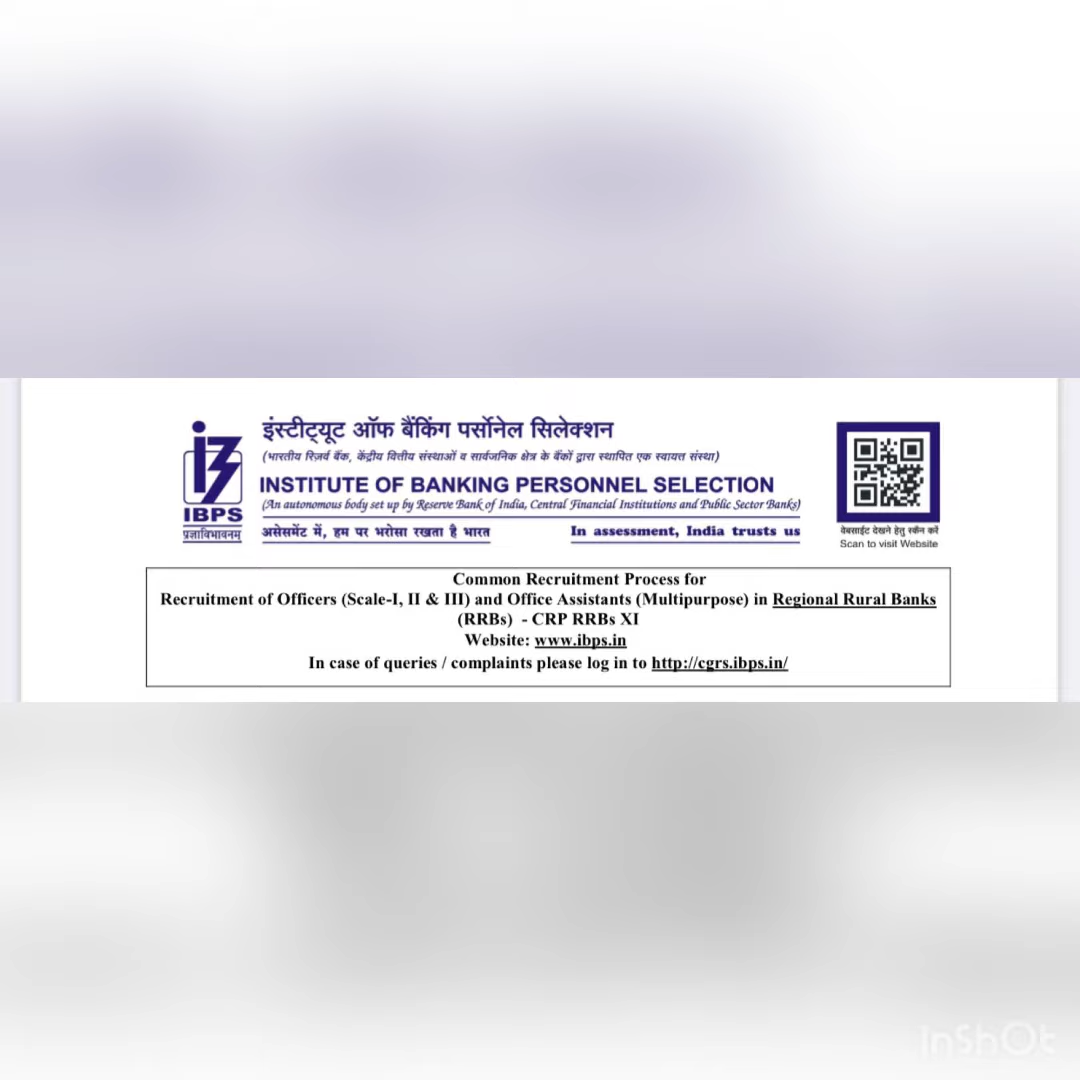 इंस्टीट्यूट ऑफ बैंकिंग पर्सोनेल सिलेक्शन
(भारतीय रिज़र्व बैंक, केंद्रीय वित्तीय संस्थाओं व सार्वजनिक क्षेत्र के बैंकों द्वारा स्थापित एक स्वायत्त संस्था)
INSTITUTE OF BANKING PERSONNEL SELECTION
(An autonomous body set up by Reserve Bank of India, Central Financial Institutions and Public Sector Banks)
IBPS
प्रज्ञाविभावनम्
असेसमेंट में, हम पर भरोसा रखता है भारत
In assessment, India trusts us
वेबसाईट देखने हेतु स्कैन करें
Scan to visit Website
Common Recruitment Process for
Recruitment of Officers (Scale-I, II & III) and Office Assistants (Multipurpose) in Regional Rural Banks
(RRBs) - CRP RRBs XI
Website: www.ibps.in
In case of queries / complaints please log in to http://cgrs.ibps.in/
InShOt